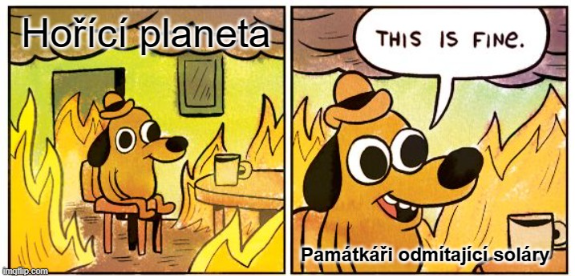 Hořící planeta
THIS IS FINE.
Památkáři odmítající soláry
imgflip.com